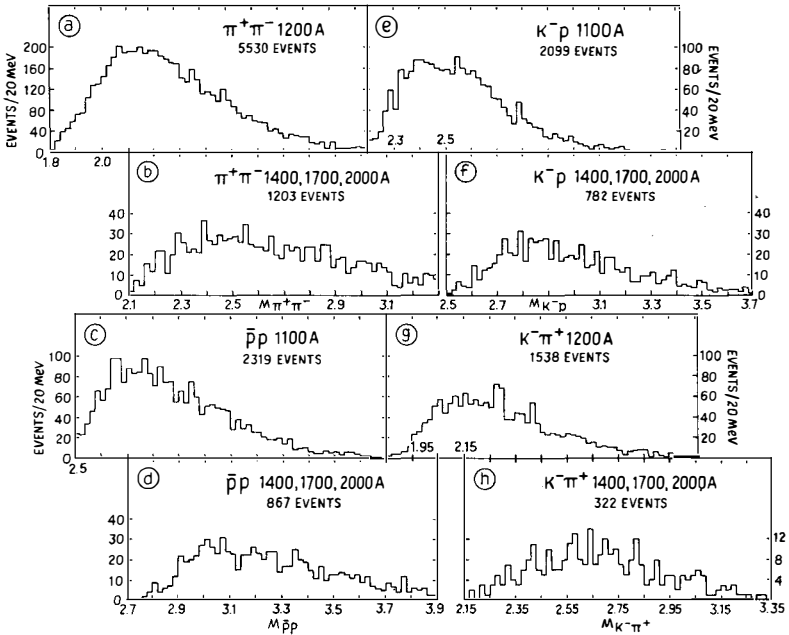 ⓐ π⁺π⁻ 1200A
5530 EVENTS
EVENTS/20 MeV
200
160
120
80
40
0
1.8 2.0
ⓔ K⁻p 1100A
2099 EVENTS
2.3 2.5
100
80
60
40
20
EVENTS/20 MeV
ⓑ π⁺π⁻ 1400,1700,2000A
1203 EVENTS
40
30
20
10
0
2.1 2.3 2.5 Mπ⁺π⁻ 2.9 3.1
ⓕ K⁻p 1400,1700,2000A
782 EVENTS
40
30
20
10
0
2.5 2.7 M K⁻p 3.1 3.3 3.5 3.7
ⓒ p̄p 1100A
2319 EVENTS
EVENTS/20 MeV
100
80
60
40
20
0
2.5
ⓖ K⁻π⁺ 1200A
1538 EVENTS
1.95 2.15
100
80
60
40
20
EVENTS/20 MeV
ⓓ p̄p 1400,1700,2000A
867 EVENTS
40
30
20
10
0
2.7 2.9 3.1 3.3 3.5 3.7 3.9
M p̄p
ⓗ K⁻π⁺ 1400,1700,2000A
322 EVENTS
12
8
4
2.15 2.35 2.55 2.75 2.95 3.15 3.35
M K⁻π⁺